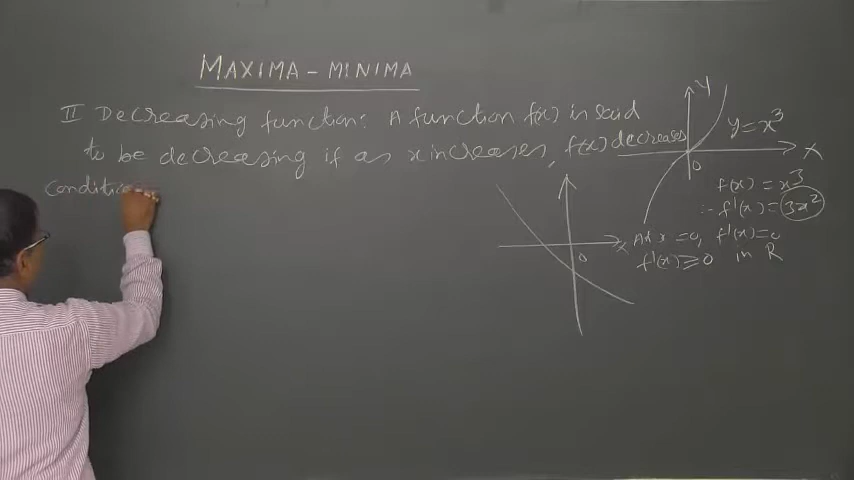 MAXIMA - MINIMA
II Decreasing function: A function f(x) is said
to be decreasing if as x increases, f(x) decreases
conditio
Y
y = x³
X
0
f(x) = x³
∴ f'(x) = 3x²
At x = 0, f'(x) = 0
f'(x) ≥ 0 in R
X
0